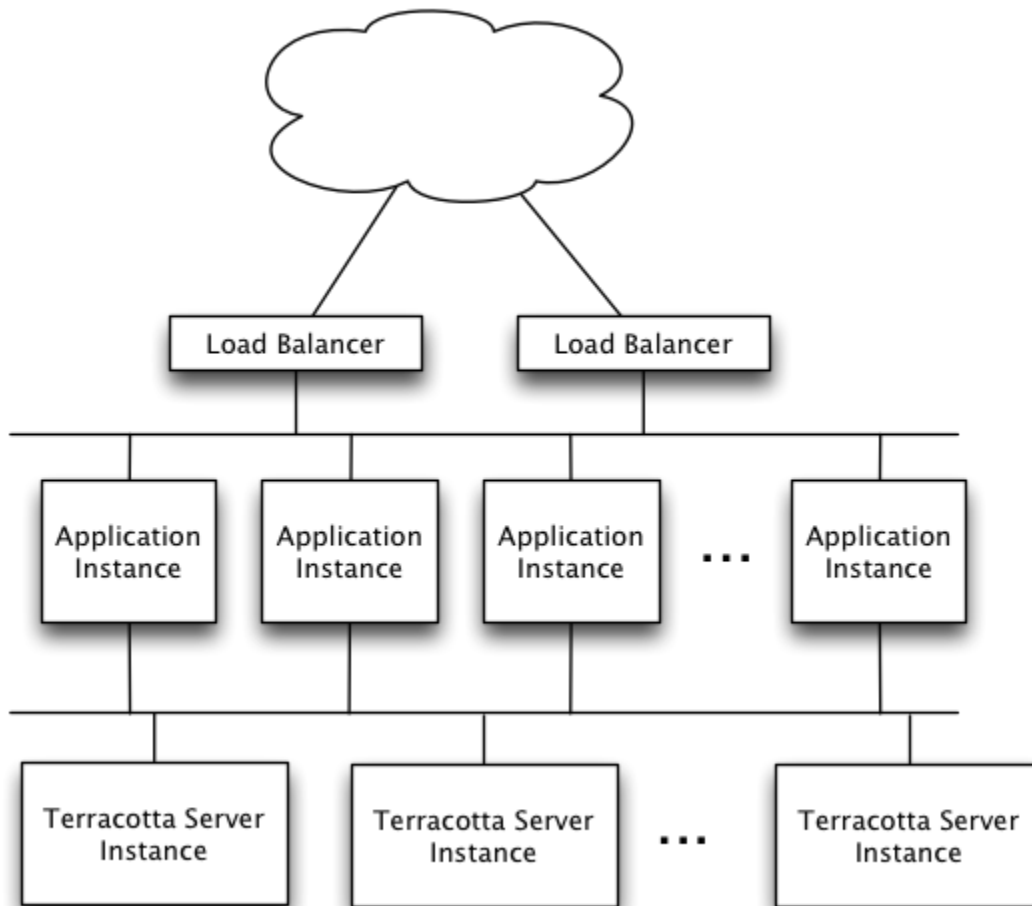 Load Balancer
Load Balancer
Application
Instance
Application
Instance
Application
Instance
...
Application
Instance
Terracotta Server
Instance
Terracotta Server
Instance
...
Terracotta Server
Instance